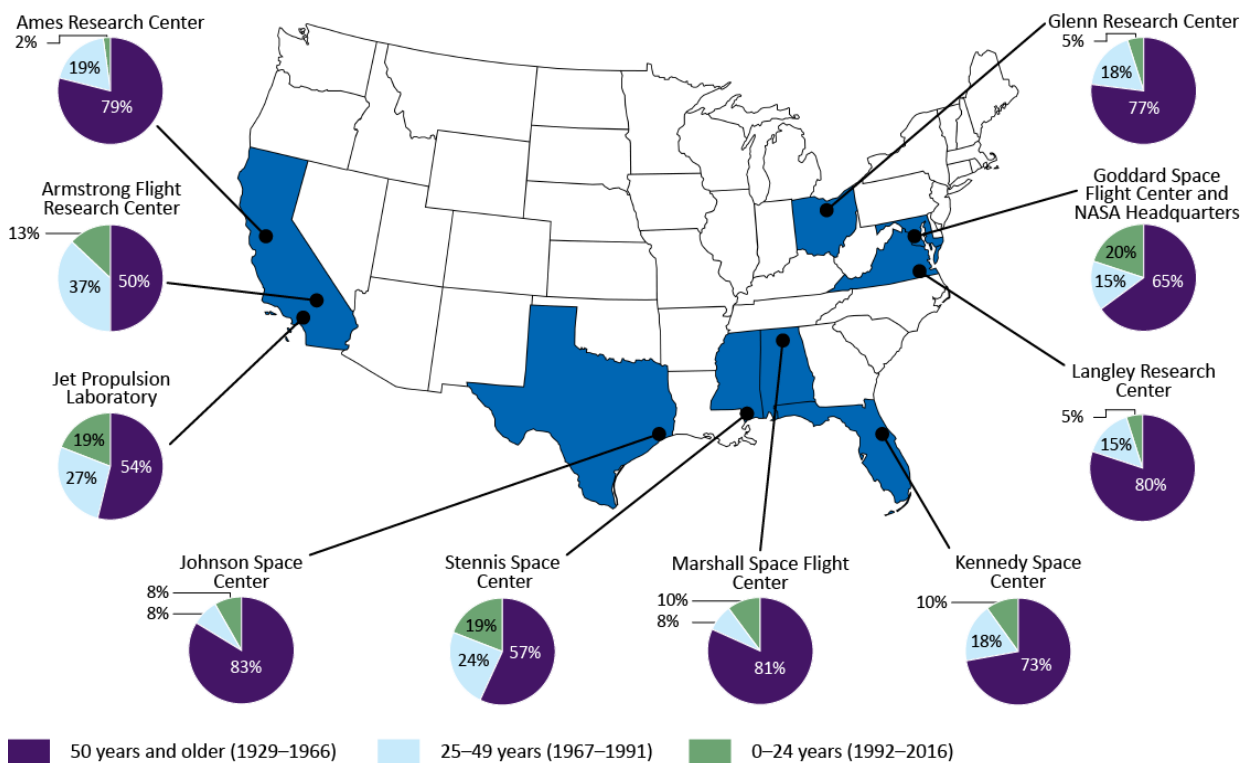 Ames Research Center
2%
19%
79%
Armstrong Flight
Research Center
13%
37%
50%
Jet Propulsion
Laboratory
19%
27%
54%
Johnson Space
Center
8%
8%
83%
Stennis Space
Center
19%
24%
57%
Marshall Space Flight
Center
10%
8%
81%
Kennedy Space
Center
10%
18%
73%
Glenn Research Center
5%
18%
77%
Goddard Space
Flight Center and
NASA Headquarters
20%
15%
65%
Langley Research
Center
5%
15%
80%
50 years and older (1929–1966)
25–49 years (1967–1991)
0–24 years (1992–2016)